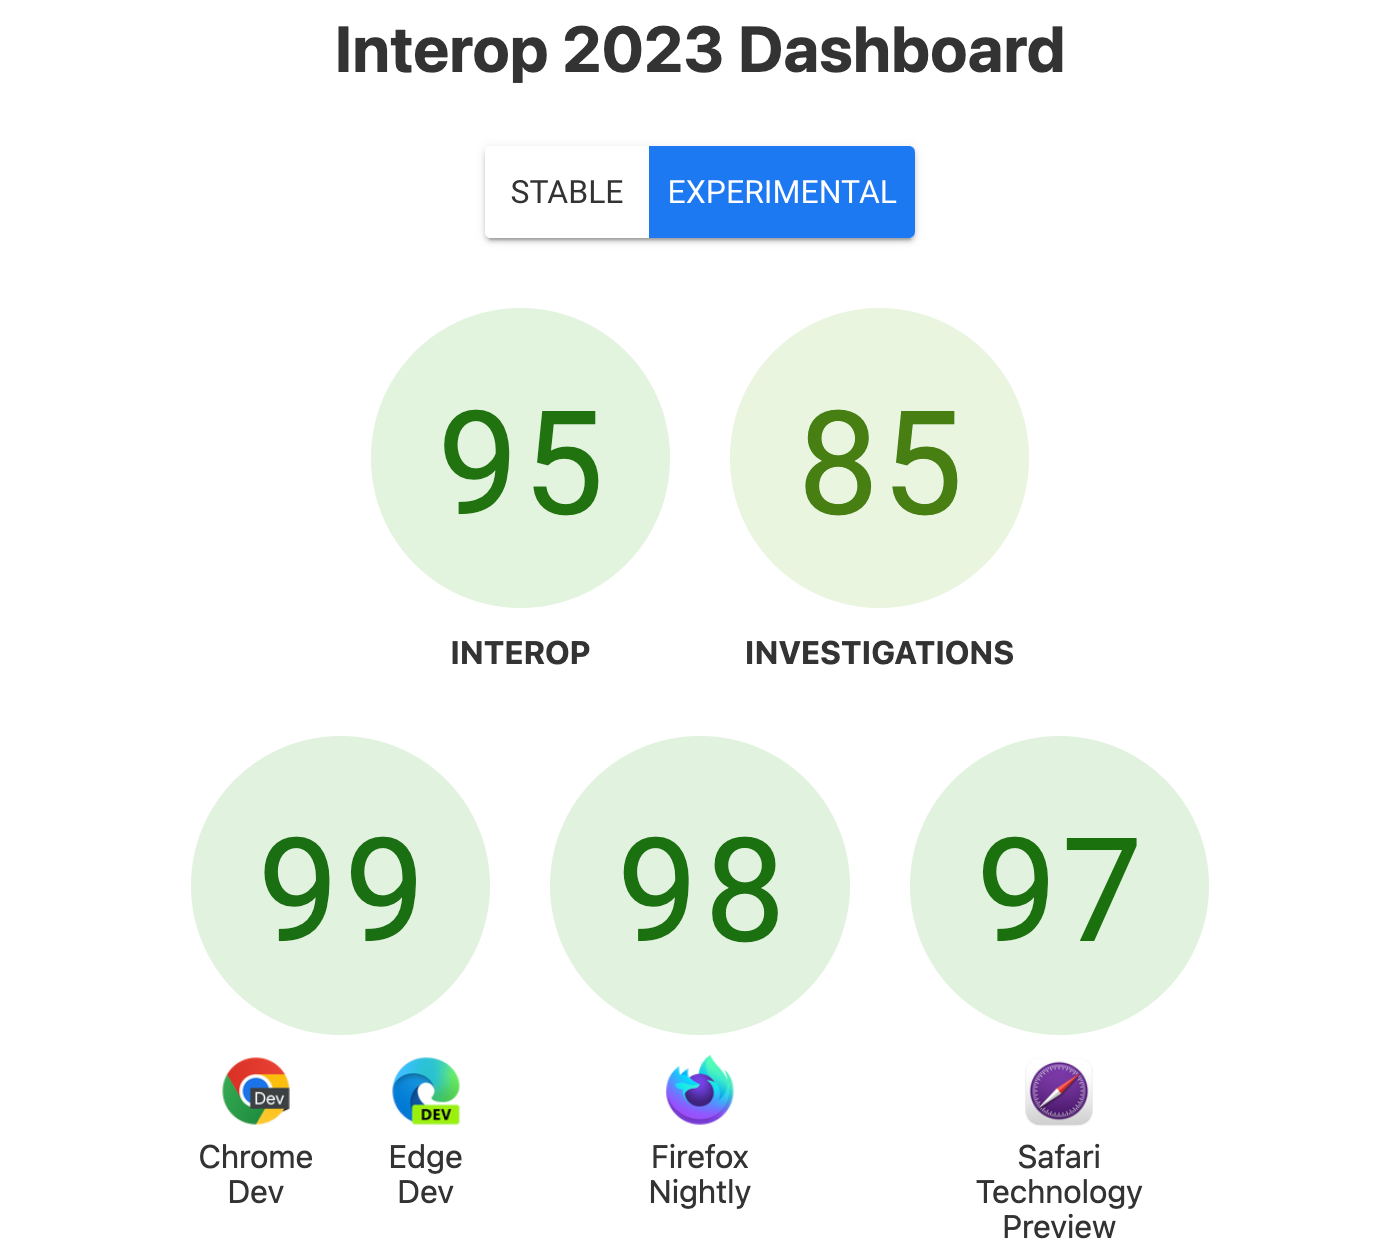 Interop 2023 Dashboard
STABLE EXPERIMENTAL
95 85
INTEROP INVESTIGATIONS
99 98 97
Dev DEV
Chrome Dev
Edge Dev
Firefox Nightly
Safari Technology Preview